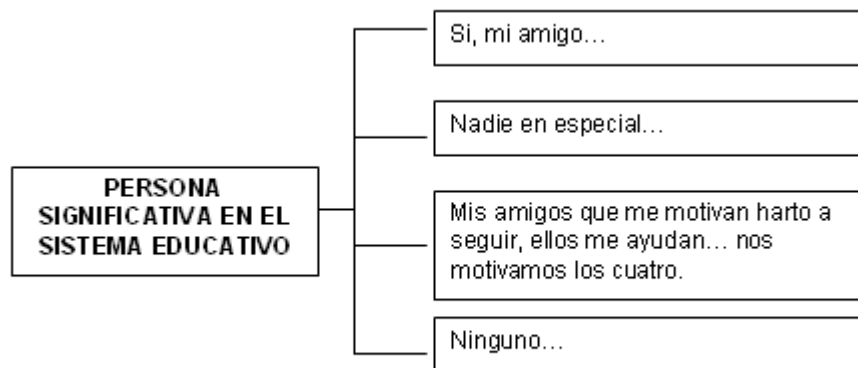 Si, mi amigo...
Nadie en especial...
PERSONA
SIGNIFICATIVA EN EL
SISTEMA EDUCATIVO
Mis amigos que me motivan harto a
seguir, ellos me ayudan... nos
motivamos los cuatro.
Ninguno...